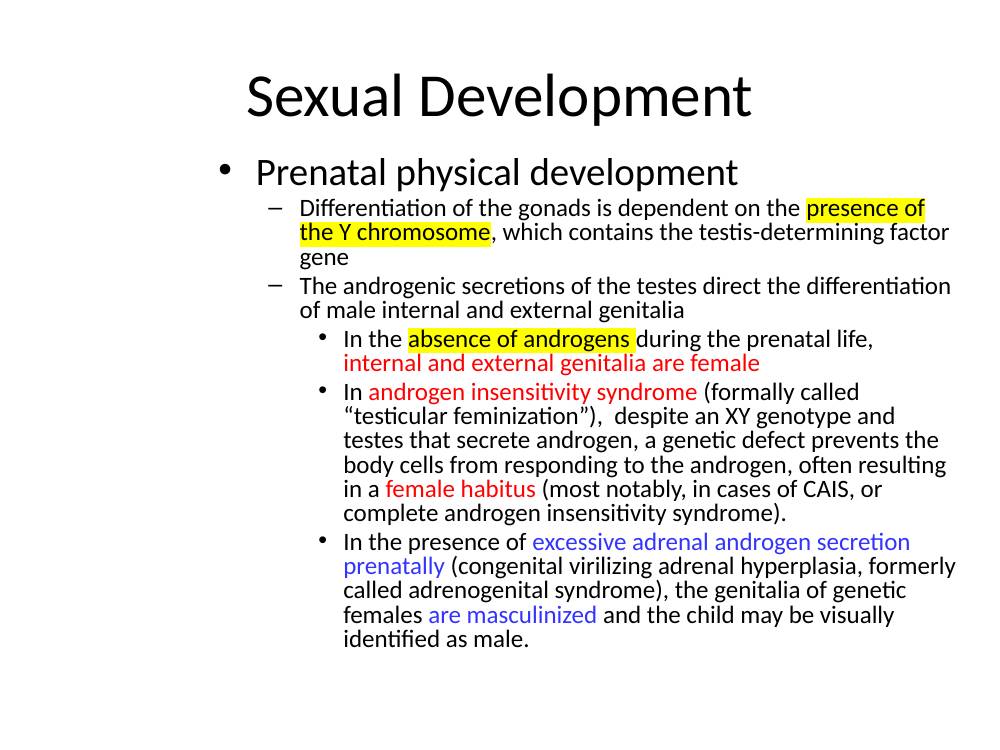 Sexual Development
• Prenatal physical development
– Differentiation of the gonads is dependent on the presence of
the Y chromosome, which contains the testis-determining factor
gene
– The androgenic secretions of the testes direct the differentiation
of male internal and external genitalia
• In the absence of androgens during the prenatal life,
internal and external genitalia are female
• In androgen insensitivity syndrome (formally called
“testicular feminization”),  despite an XY genotype and
testes that secrete androgen, a genetic defect prevents the
body cells from responding to the androgen, often resulting
in a female habitus (most notably, in cases of CAIS, or
complete androgen insensitivity syndrome).
• In the presence of excessive adrenal androgen secretion
prenatally (congenital virilizing adrenal hyperplasia, formerly
called adrenogenital syndrome), the genitalia of genetic
females are masculinized and the child may be visually
identified as male.